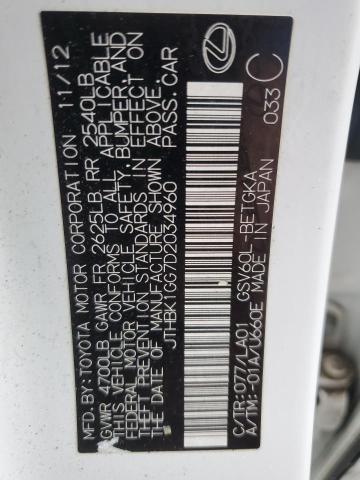 MFD.BY:TOYOTA MOTOR CORPORATION 11/12
GVWR 4700LB GAWR FR 2625LB RR 2540LB
THIS VEHICLE CONFORMS TO ALL APPLICABLE
FEDERAL MOTOR VEHICLE SAFETY, BUMPER, AND
THEFT PREVENTION STANDARDS IN EFFECT ON
THE DATE OF MANUFACTURE SHOWN ABOVE.
JTHBK1GG7D2034960 PASS.CAR
C/TR:077/LA01 033C
A/TM:-01A/U660E MADE IN JAPAN
GSV60L-BETGKA